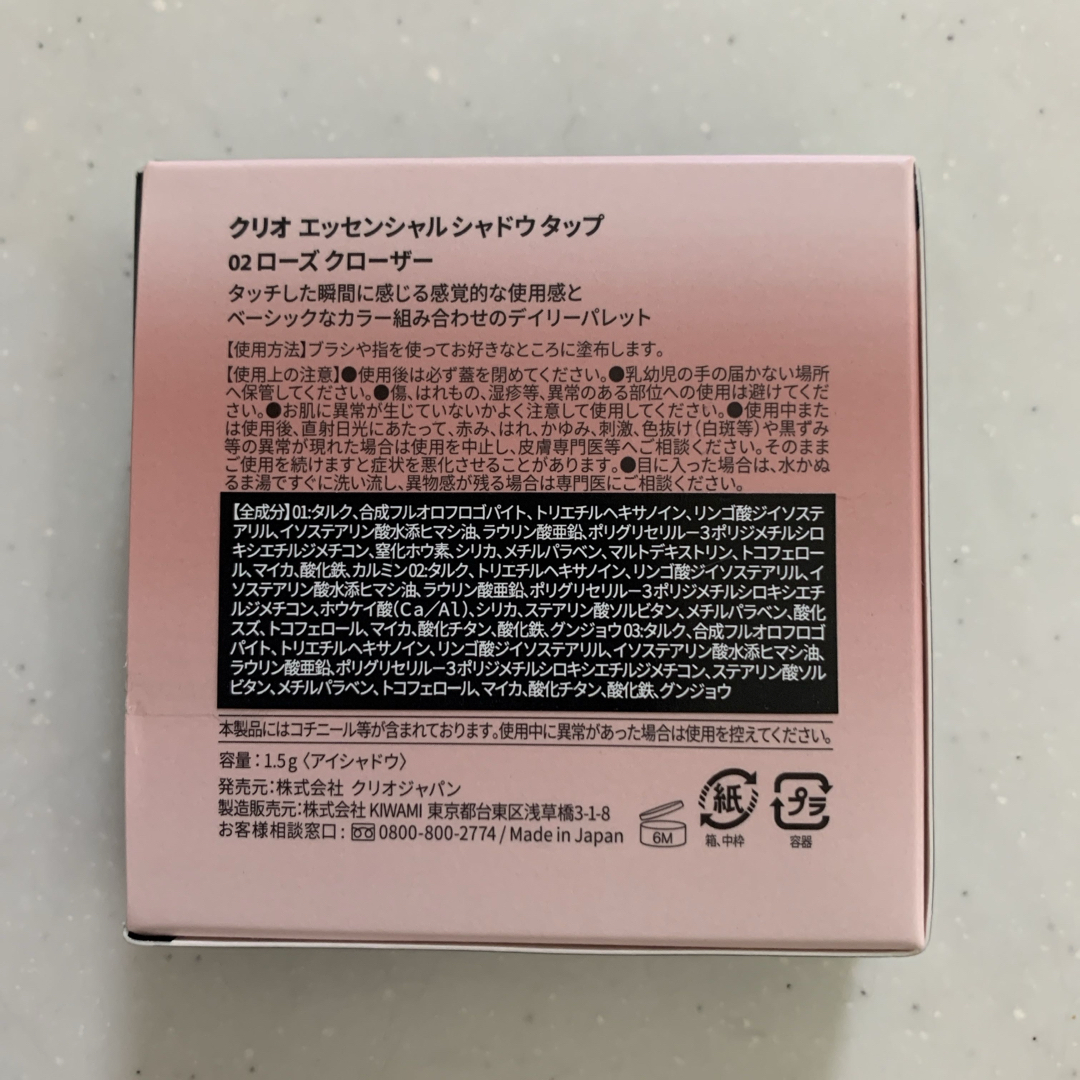 クリオ エッセンシャル シャドウ タップ
02 ローズ クローザー
タッチした瞬間に感じる感覚的な使用感と
ベーシックなカラー組み合わせのデイリーパレット
【使用方法】ブラシや指を使ってお好きなところに塗布します。
【使用上の注意】●使用後は必ず蓋を閉めてください。●乳幼児の手の届かない場所
へ保管してください。●傷、はれもの、湿疹等、異常のある部位への使用は避けてくだ
さい。●お肌に異常が生じていないかよく注意して使用してください。●使用中また
は使用後、直射日光にあたって、赤み、はれ、かゆみ、刺激、色抜け(白斑等)や黒ずみ
等の異常が現れた場合は使用を中止し、皮膚専門医等へご相談ください。そのまま
ご使用を続けますと症状を悪化させることがあります。●目に入った場合は、水かぬ
るま湯ですぐに洗い流し、異物感が残る場合は専門医にご相談ください。
【全成分】01:タルク、合成フルオロフロゴパイト、トリエチルヘキサノイン、リンゴ酸ジイソステ
アリル、イソステアリン酸水添ヒマシ油、ラウリン酸亜鉛、ポリグリセリルー3ポリジメチルシロ
キシエチルジメチコン、窒化ホウ素、シリカ、メチルパラベン、マルトデキストリン、トコフェロー
ル、マイカ、酸化鉄、カルミン02:タルク、トリエチルヘキサノイン、リンゴ酸ジイソステアリル、イ
ソステアリン酸水添ヒマシ油、ラウリン酸亜鉛、ポリグリセリルー3ポリジメチルシロキシエチ
ルジメチコン、ホウケイ酸(Ca/Al)、シリカ、ステアリン酸ソルビタン、メチルパラベン、酸化
スズ、トコフェロール、マイカ、酸化チタン、酸化鉄、グンジョウ03:タルク、合成フルオロフロゴ
パイト、トリエチルヘキサノイン、リンゴ酸ジイソステアリル、イソステアリン酸水添ヒマシ油、
ラウリン酸亜鉛、ポリグリセリルー3ポリジメチルシロキシエチルジメチコン、ステアリン酸ソル
ビタン、メチルパラベン、トコフェロール、マイカ、酸化チタン、酸化鉄、グンジョウ
本製品にはコチニール等が含まれております。使用中に異常があった場合は使用を控えてください。
容量:1.5g〈アイシャドウ〉
発売元:株式会社 クリオジャパン
製造販売元:株式会社 KIWAMI 東京都台東区浅草橋3-1-8
お客様相談窓口: 0800-800-2774 / Made in Japan
6M
紙
箱、中枠
プラ
容器